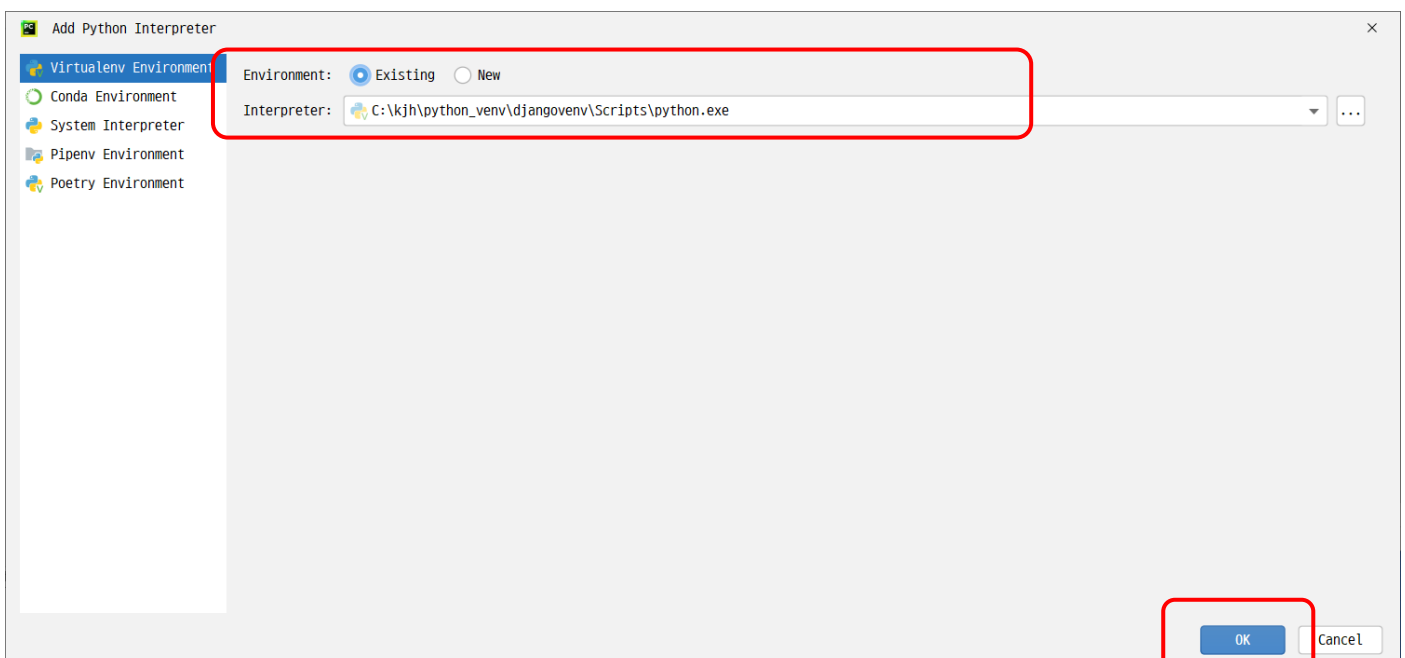 Add Python Interpreter
Virtualenv Environment
Conda Environment
System Interpreter
Pipenv Environment
Poetry Environment
Environment: Existing New
Interpreter: C:\kjh\python_venv\djangovenv\Scripts\python.exe ...
OK Cancel